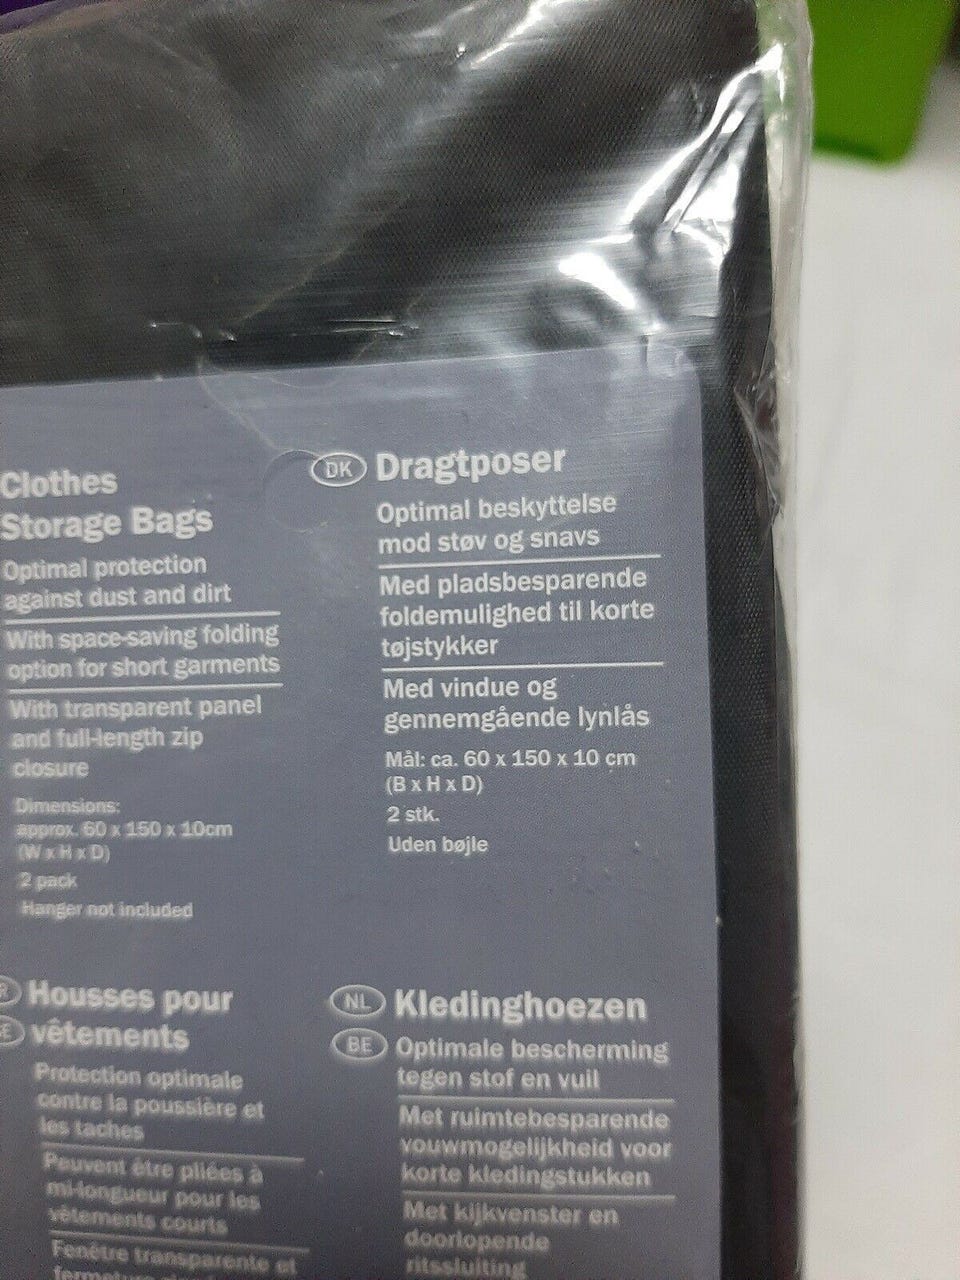 Clothes
Storage Bags
Optimal protection
against dust and dirt
With space-saving folding
option for short garments
With transparent panel
and full-length zip
closure
Dimensions:
approx. 60 x 150 x 10cm
(W x H x D)
2 pack
Hanger not included
DK Dragtposer
Optimal beskyttelse
mod støv og snavs
Med pladsbesparende
foldemulighed til korte
tøjstykker
Med vindue og
gennemgående lynlås
Mål: ca. 60 x 150 x 10 cm
(B x H x D)
2 stk.
Uden bøjle
Housses pour
vêtements
Protection optimale
contre la poussière et
les taches
Peuvent être pliées à
mi-longueur pour les
vêtements courts
Fenêtre transparente et
NL Kledinghoezen
BE Optimale bescherming
tegen stof en vuil
Met ruimtebesparende
vouwmogelijkheid voor
korte kledingstukken
Met kijkvenster en
doorlopende
ritssluiting